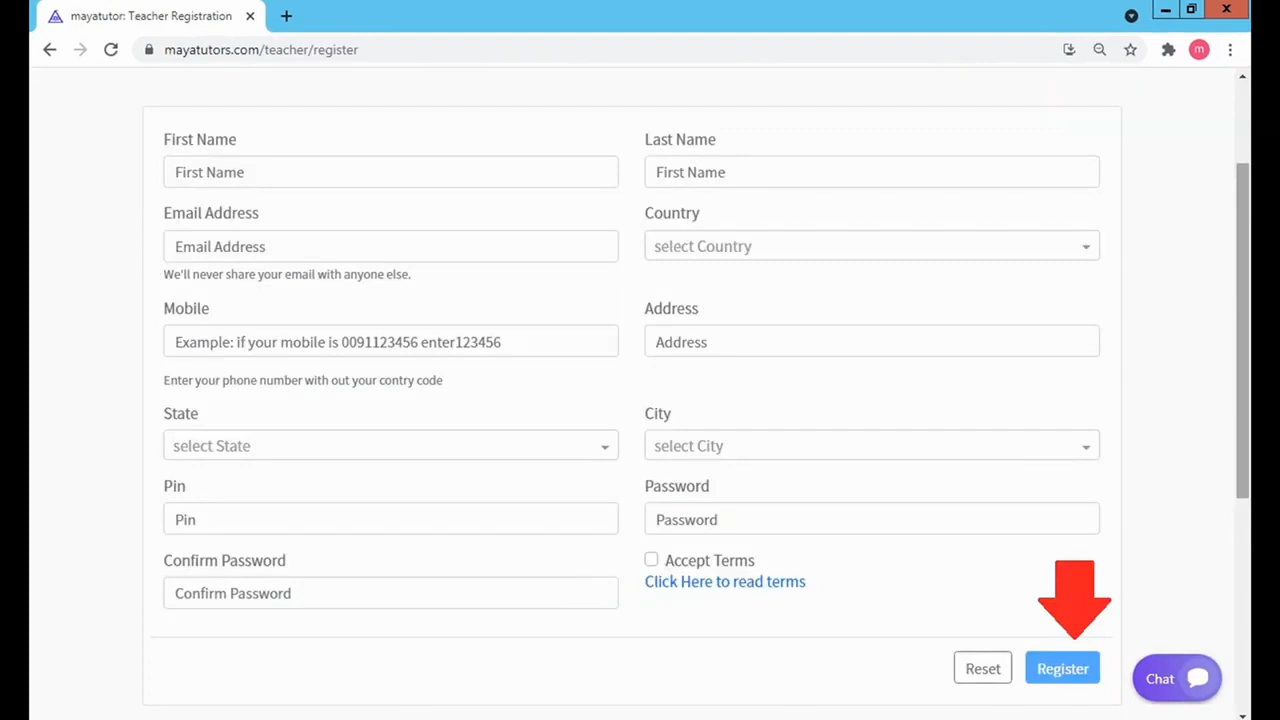 mayatutor: Teacher Registration
mayatutors.com/teacher/register
m
First Name
Last Name
First Name
First Name
Email Address
Country
Email Address
select Country
We'll never share your email with anyone else.
Mobile
Address
Example: if your mobile is 0091123456 enter123456
Address
Enter your phone number with out your contry code
State
City
select State
select City
Pin
Password
Pin
Password
Confirm Password
Accept Terms
Click Here to read terms
Confirm Password
Reset
Register
Chat